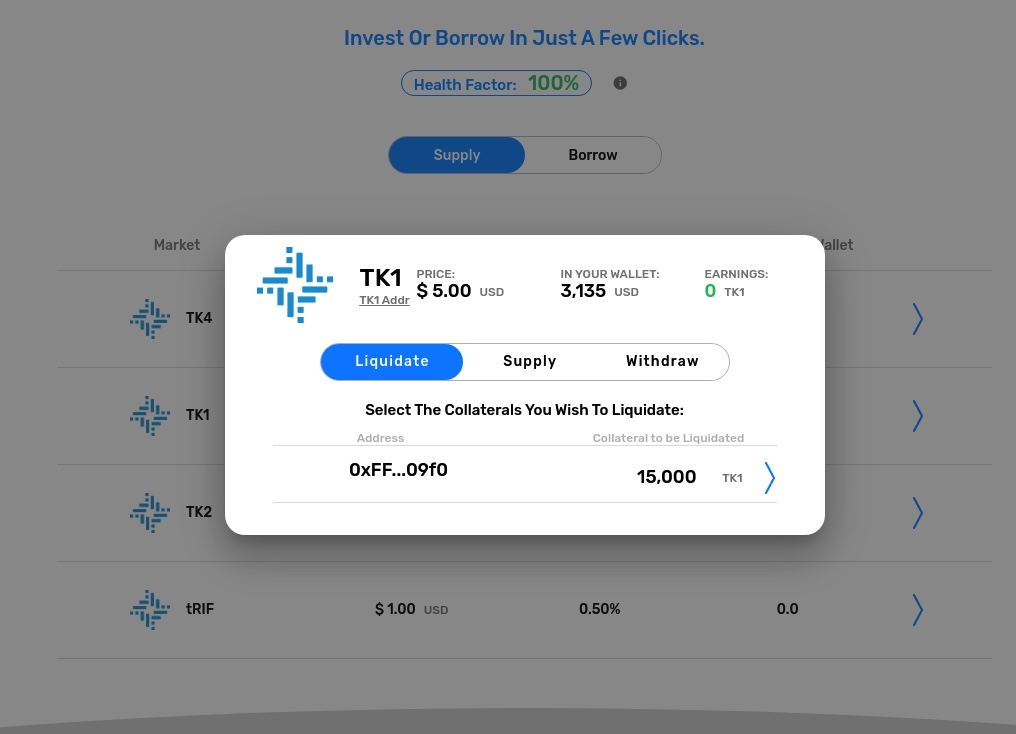 Invest Or Borrow In Just A Few Clicks.
Health Factor: 100%
Supply Borrow
Market
TK1 PRICE: IN YOUR WALLET: EARNINGS:
TK1 Addr $ 5.00 USD 3,135 USD 0 TK1
TK4
Liquidate Supply Withdraw
Select The Collaterals You Wish To Liquidate:
TK1
Address Collateral to be Liquidated
0xFF...09f0 15,000 TK1
TK2
tRIF $ 1.00 USD 0.50% 0.0